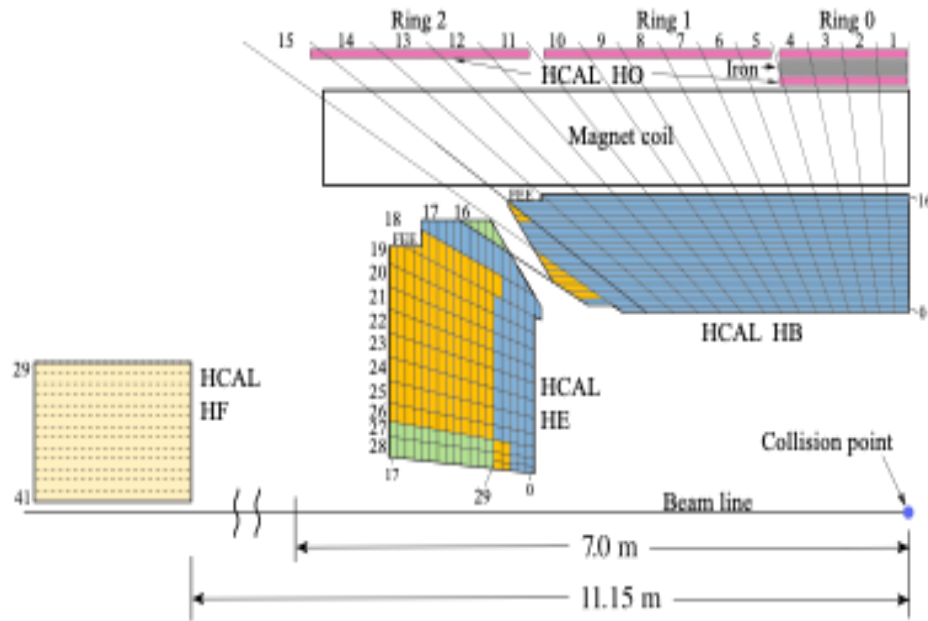 Ring 2 Ring 1 Ring 0
15 14 13 12 11 10 9 8 7 6 5 4 3 2 1
HCAL HO Iron
Magnet coil
FEE
16
18 17 16
FEE
19
20
21
22
23
24
25
26
27
28
0
HCAL HB
29
HCAL
HF
HCAL
HE
17
29 0
Collision point
41
Beam line
7.0 m
11.15 m